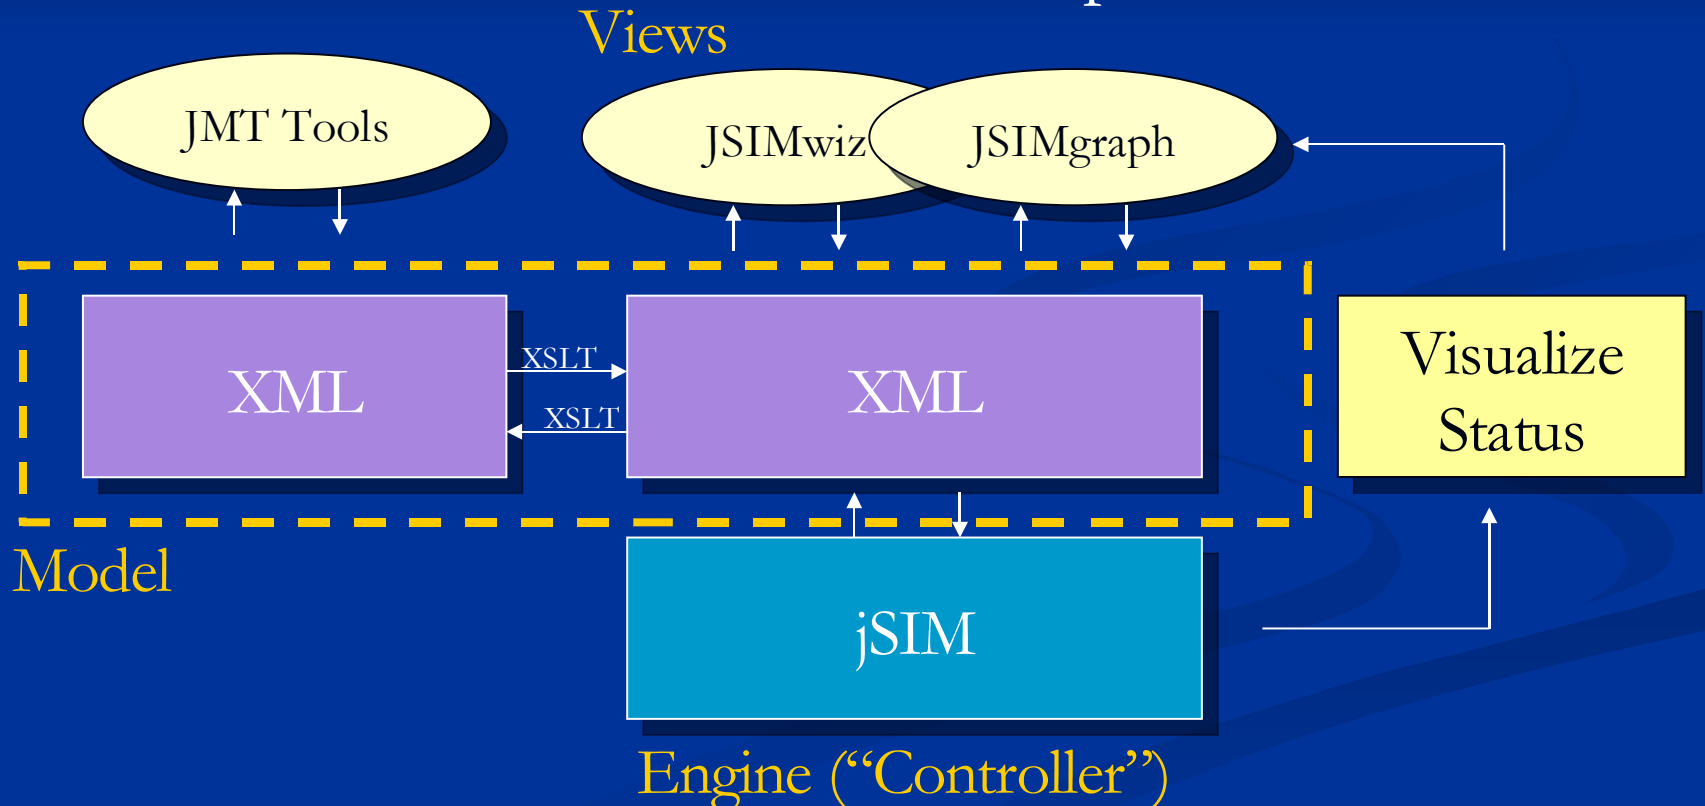 Views
JMT Tools
JSIMwiz
JSIMgraph
XML
XSLT
XSLT
XML
Visualize
Status
Model
jSIM
Engine (“Controller”)